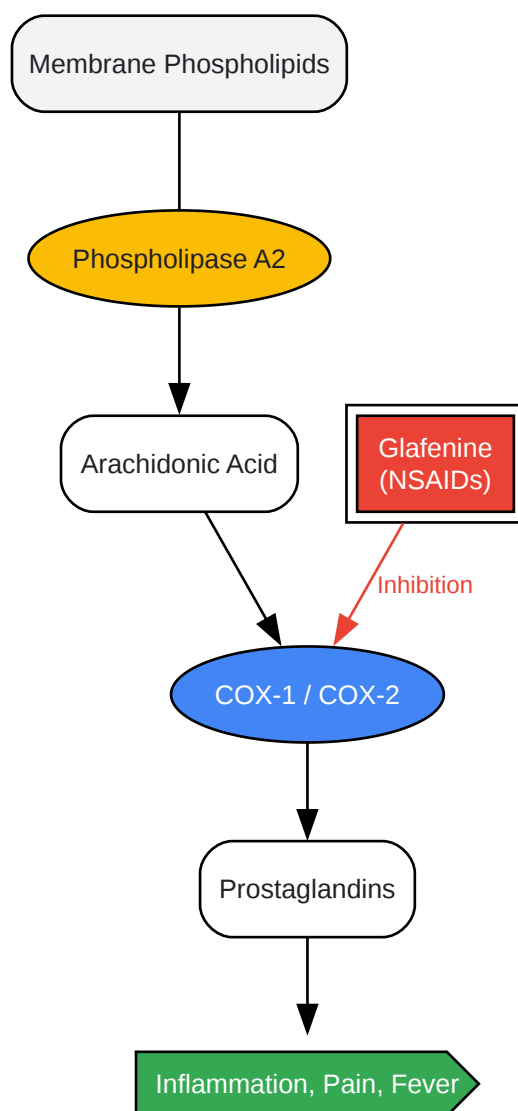 Membrane Phospholipids
Phospholipase A2
Arachidonic Acid
Glafenine
(NSAIDs)
Inhibition
COX-1 / COX-2
Prostaglandins
Inflammation, Pain, Fever